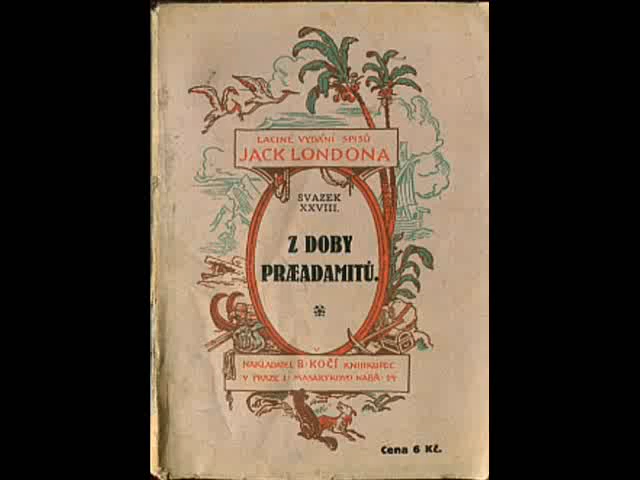 LACINÉ VYDÁNÍ SPISŮ
JACK LONDONA
SVAZEK
XXVIII.
Z DOBY
PRÆADAMITŮ.
NAKLADATEL B. KOČÍ KNIHKUPEC
V PRAZE I. MASARYKOVO NÁBŘ. 14
Cena 6 Kč.